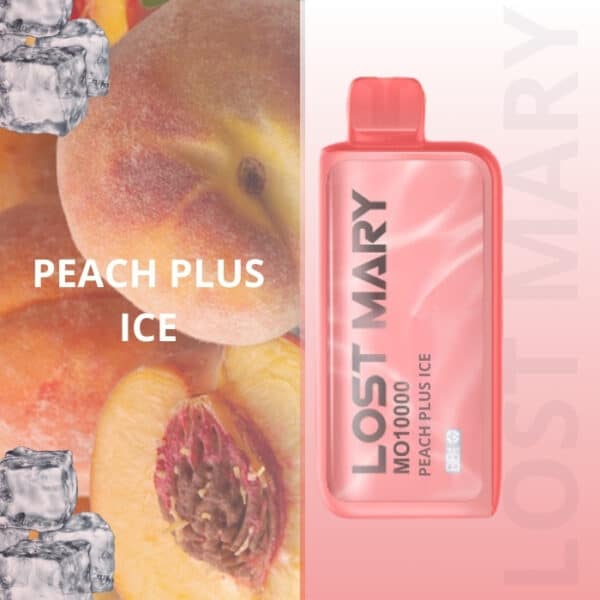 PEACH PLUS
ICE
LOST MARY
MO10000
PEACH PLUS ICE
LOST MARY